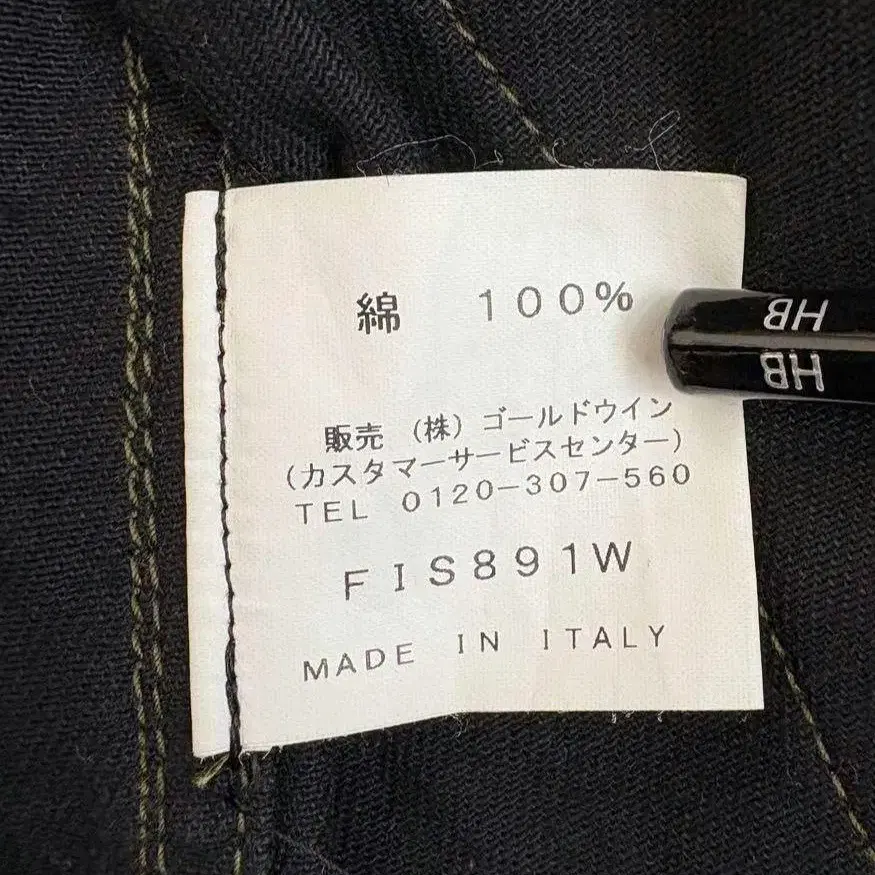 綿 100%
販売 (株) ゴールドウイン
(カスタマーサービスセンター)
TEL 0120-307-560
FIS891W
MADE IN ITALY
HB
HB